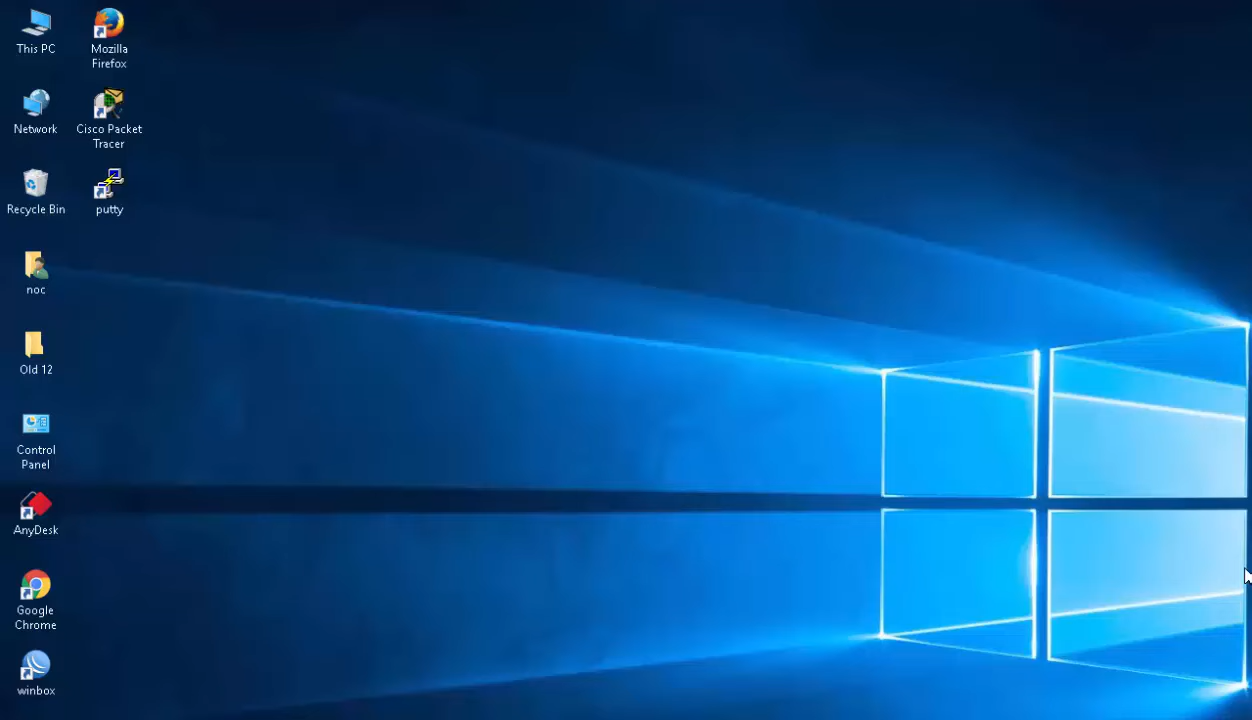 This PC
Network
Recycle Bin
noc
Old 12
Control
Panel
AnyDesk
Google
Chrome
winbox
Mozilla
Firefox
Cisco Packet
Tracer
putty